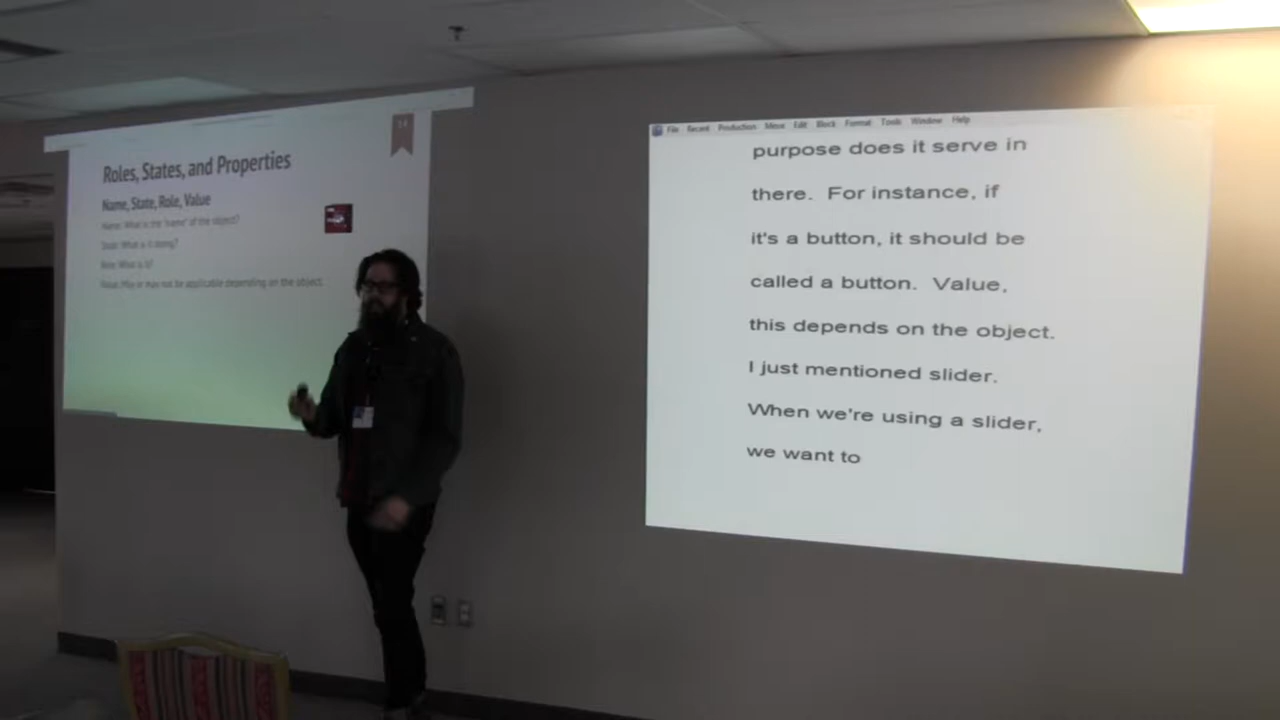 14
Roles, States, and Properties
Name, State, Role, Value
Name: What is the "name" of the object?
State: What is it doing?
Role: What is it?
Value: May or may not be applicable depending on the object
File Recent Production Move Edit Block Format Tools Window Help
purpose does it serve in
there. For instance, if
it's a button, it should be
called a button. Value,
this depends on the object.
I just mentioned slider.
When we're using a slider,
we want to